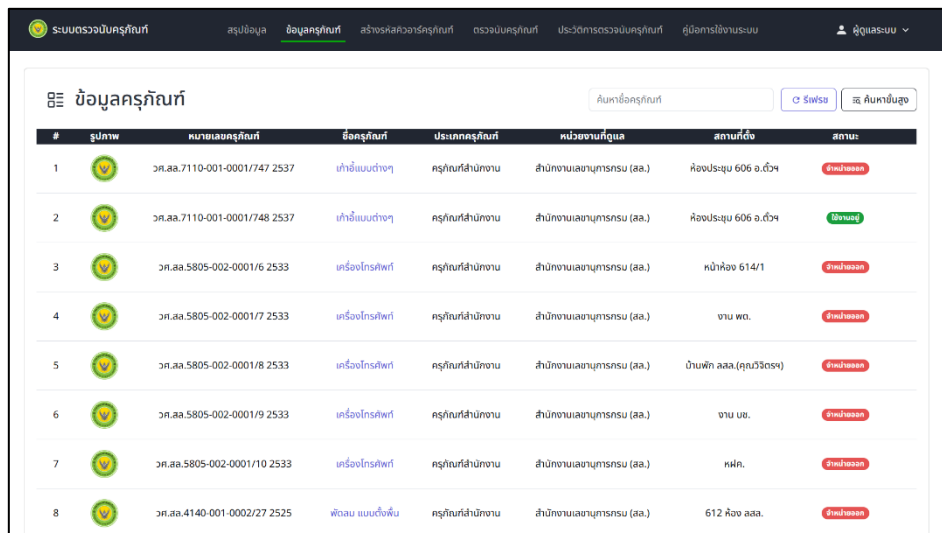 ระบบตรวจนับครุภัณฑ์ สรุปข้อมูล ข้อมูลครุภัณฑ์ สร้างรหัสคิวอาร์ครุภัณฑ์ ตรวจนับครุภัณฑ์ ประวัติการตรวจนับครุภัณฑ์ คู่มือการใช้งานระบบ ผู้ดูแลระบบ
ข้อมูลครุภัณฑ์ ค้นหาชื่อครุภัณฑ์ รีเฟรช ค้นหาขั้นสูง
# รูปภาพ หมายเลขครุภัณฑ์ ชื่อครุภัณฑ์ ประเภทครุภัณฑ์ หน่วยงานที่ดูแล สถานที่ตั้ง สถานะ
1 วศ.สล.7110-001-0001/747 2537 เก้าอี้แบบต่างๆ ครุภัณฑ์สำนักงาน สำนักงานเลขานุการกรม (สล.) ห้องประชุม 606 อ.ตั้วฯ จำหน่ายออก
2 วศ.สล.7110-001-0001/748 2537 เก้าอี้แบบต่างๆ ครุภัณฑ์สำนักงาน สำนักงานเลขานุการกรม (สล.) ห้องประชุม 606 อ.ตั้วฯ ใช้งานอยู่
3 วศ.สล.5805-002-0001/6 2533 เครื่องโทรศัพท์ ครุภัณฑ์สำนักงาน สำนักงานเลขานุการกรม (สล.) หน้าห้อง 614/1 จำหน่ายออก
4 วศ.สล.5805-002-0001/7 2533 เครื่องโทรศัพท์ ครุภัณฑ์สำนักงาน สำนักงานเลขานุการกรม (สล.) งาน พด. จำหน่ายออก
5 วศ.สล.5805-002-0001/8 2533 เครื่องโทรศัพท์ ครุภัณฑ์สำนักงาน สำนักงานเลขานุการกรม (สล.) บ้านพัก ลสล.(คุณวิจิตรฯ) จำหน่ายออก
6 วศ.สล.5805-002-0001/9 2533 เครื่องโทรศัพท์ ครุภัณฑ์สำนักงาน สำนักงานเลขานุการกรม (สล.) งาน บช. จำหน่ายออก
7 วศ.สล.5805-002-0001/10 2533 เครื่องโทรศัพท์ ครุภัณฑ์สำนักงาน สำนักงานเลขานุการกรม (สล.) หฝค. จำหน่ายออก
8 วศ.สล.4140-001-0002/27 2525 พัดลม แบบตั้งพื้น ครุภัณฑ์สำนักงาน สำนักงานเลขานุการกรม (สล.) 612 ห้อง ลสล. จำหน่ายออก